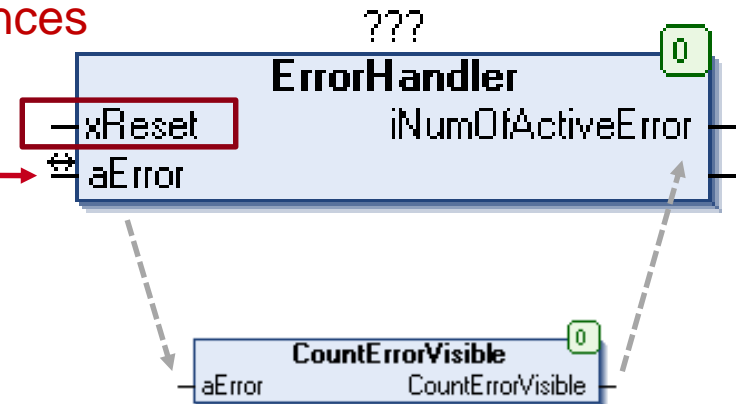 nces
???
0
ErrorHandler
xReset iNumOfActiveError
aError
0
CountErrorVisible
aError CountErrorVisible